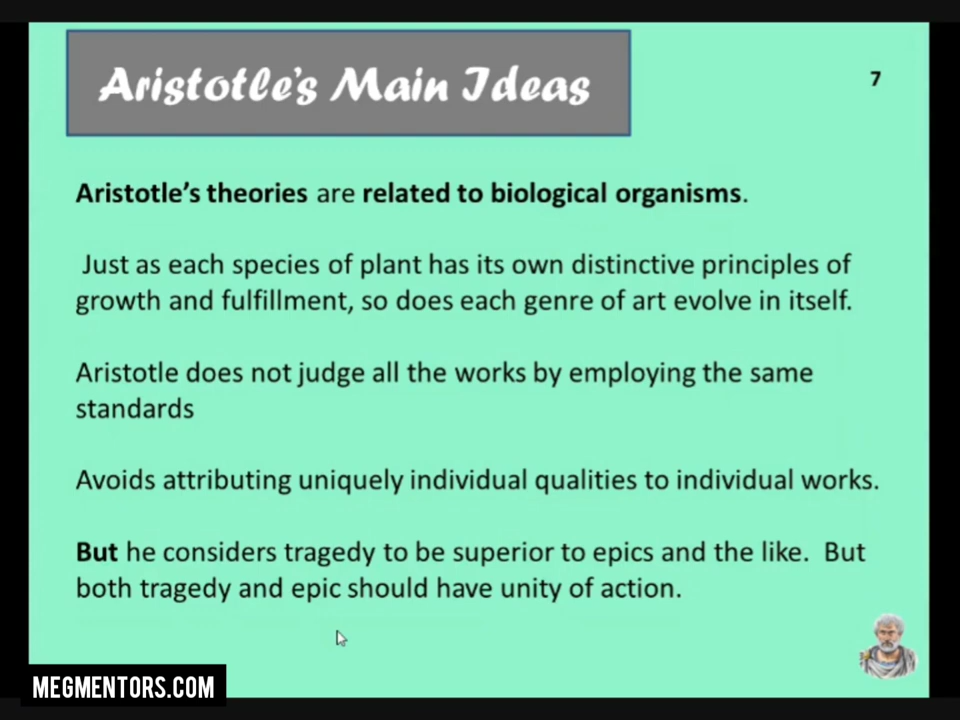 Aristotle's Main Ideas
7
Aristotle's theories are related to biological organisms.
Just as each species of plant has its own distinctive principles of
growth and fulfillment, so does each genre of art evolve in itself.
Aristotle does not judge all the works by employing the same
standards
Avoids attributing uniquely individual qualities to individual works.
But he considers tragedy to be superior to epics and the like. But
both tragedy and epic should have unity of action.
MEGMENTORS.COM